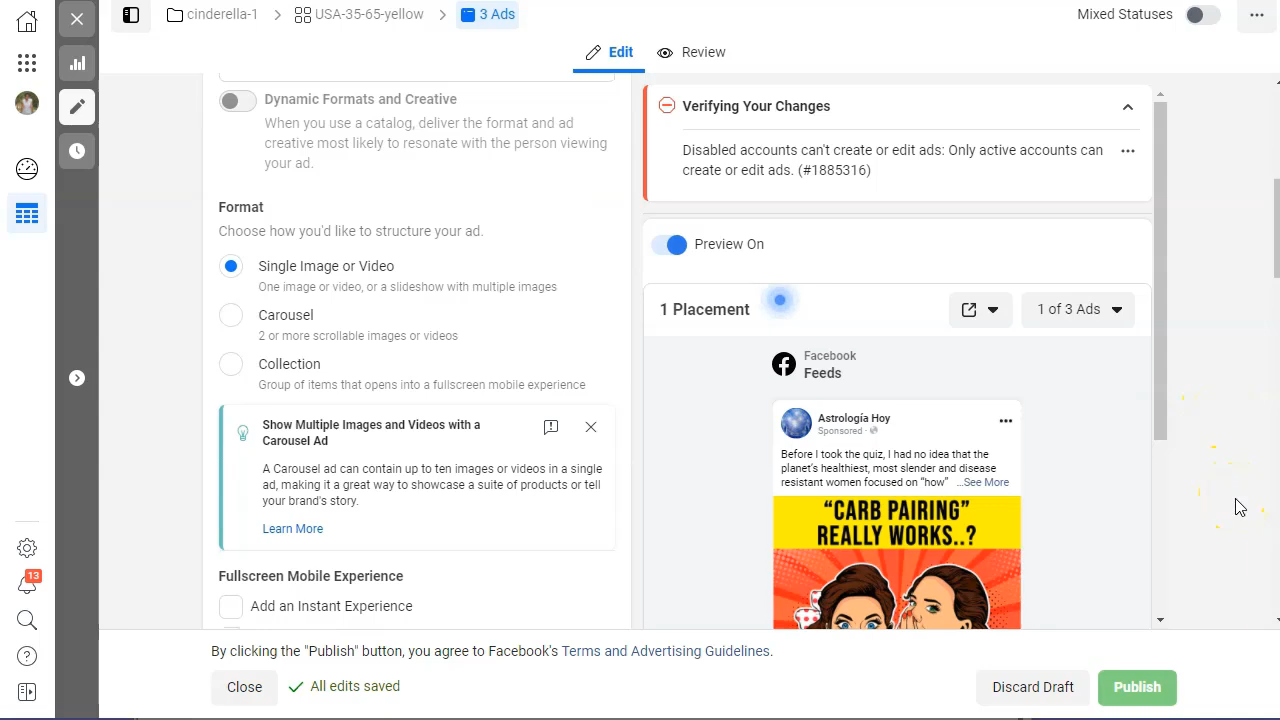 cinderella-1
USA-35-65-yellow
3 Ads
Mixed Statuses
Edit
Review
Dynamic Formats and Creative
When you use a catalog, deliver the format and ad
creative most likely to resonate with the person viewing
your ad.
Format
Choose how you'd like to structure your ad.
Single Image or Video
One image or video, or a slideshow with multiple images
Carousel
2 or more scrollable images or videos
Collection
Group of items that opens into a fullscreen mobile experience
Show Multiple Images and Videos with a
Carousel Ad
A Carousel ad can contain up to ten images or videos in a single
ad, making it a great way to showcase a suite of products or tell
your brand's story.
Learn More
Fullscreen Mobile Experience
Add an Instant Experience
Verifying Your Changes
Disabled accounts can't create or edit ads: Only active accounts can
create or edit ads. (#1885316)
Preview On
1 Placement
1 of 3 Ads
Facebook
Feeds
Astrología Hoy
Sponsored ·
Before I took the quiz, I had no idea that the
planet's healthiest, most slender and disease
resistant women focused on “how” ...See More
“CARB PAIRING”
REALLY WORKS..?
13
By clicking the "Publish" button, you agree to Facebook's Terms and Advertising Guidelines.
Close
All edits saved
Discard Draft
Publish